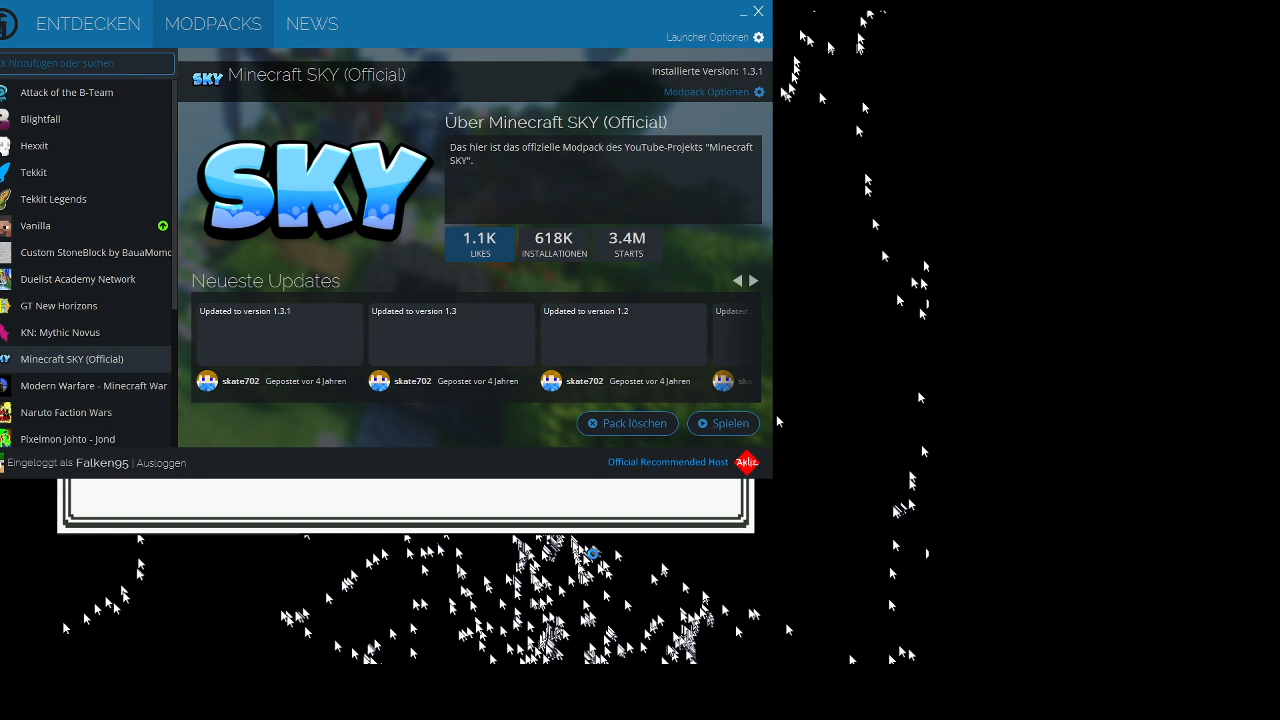 ENTDECKEN
MODPACKS
NEWS
Launcher Optionen
ck hinzufügen oder suchen
Attack of the B-Team
Blightfall
Hexxit
Tekkit
Tekkit Legends
Vanilla
Custom StoneBlock by BauaMomo
Duelist Academy Network
GT New Horizons
KN: Mythic Novus
Minecraft SKY (Official)
Modern Warfare - Minecraft War
Naruto Faction Wars
Pixelmon Johto - Jond
SKY
Minecraft SKY (Official)
Installierte Version: 1.3.1
Modpack Optionen
SKY
Über Minecraft SKY (Official)
Das hier ist das offizielle Modpack des YouTube-Projekts "Minecraft
SKY".
1.1K
LIKES
618K
INSTALLATIONEN
3.4M
STARTS
Neueste Updates
Updated to version 1.3.1
skate702 Gepostet vor 4 Jahren
Updated to version 1.3
skate702 Gepostet vor 4 Jahren
Updated to version 1.2
skate702 Gepostet vor 4 Jahren
Updated
ska
Pack löschen
Spielen
Eingeloggt als Falken95 | Ausloggen
Official Recommended Host
Akliz